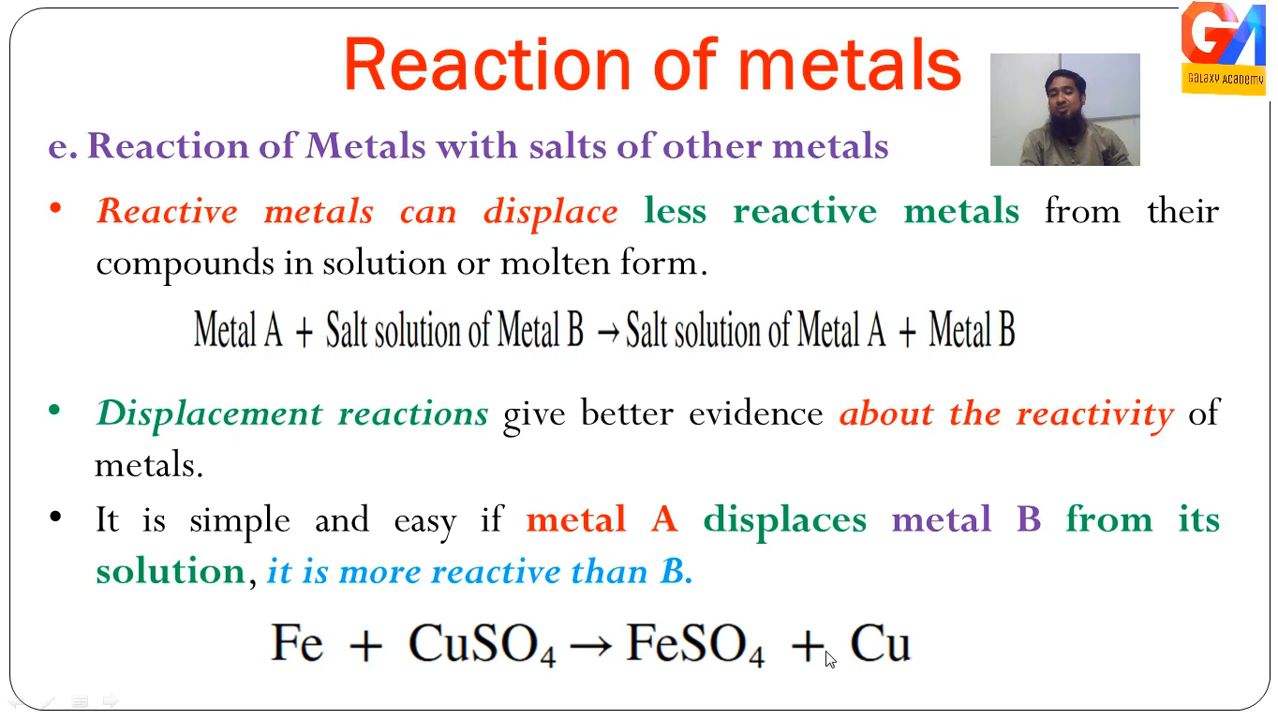 Reaction of metals
GA
GALAXY ACADEMY
e. Reaction of Metals with salts of other metals
• Reactive metals can displace less reactive metals from their
compounds in solution or molten form.
Metal A + Salt solution of Metal B → Salt solution of Metal A + Metal B
• Displacement reactions give better evidence about the reactivity of
metals.
• It is simple and easy if metal A displaces metal B from its
solution, it is more reactive than B.
Fe + CuSO₄ → FeSO₄ + Cu